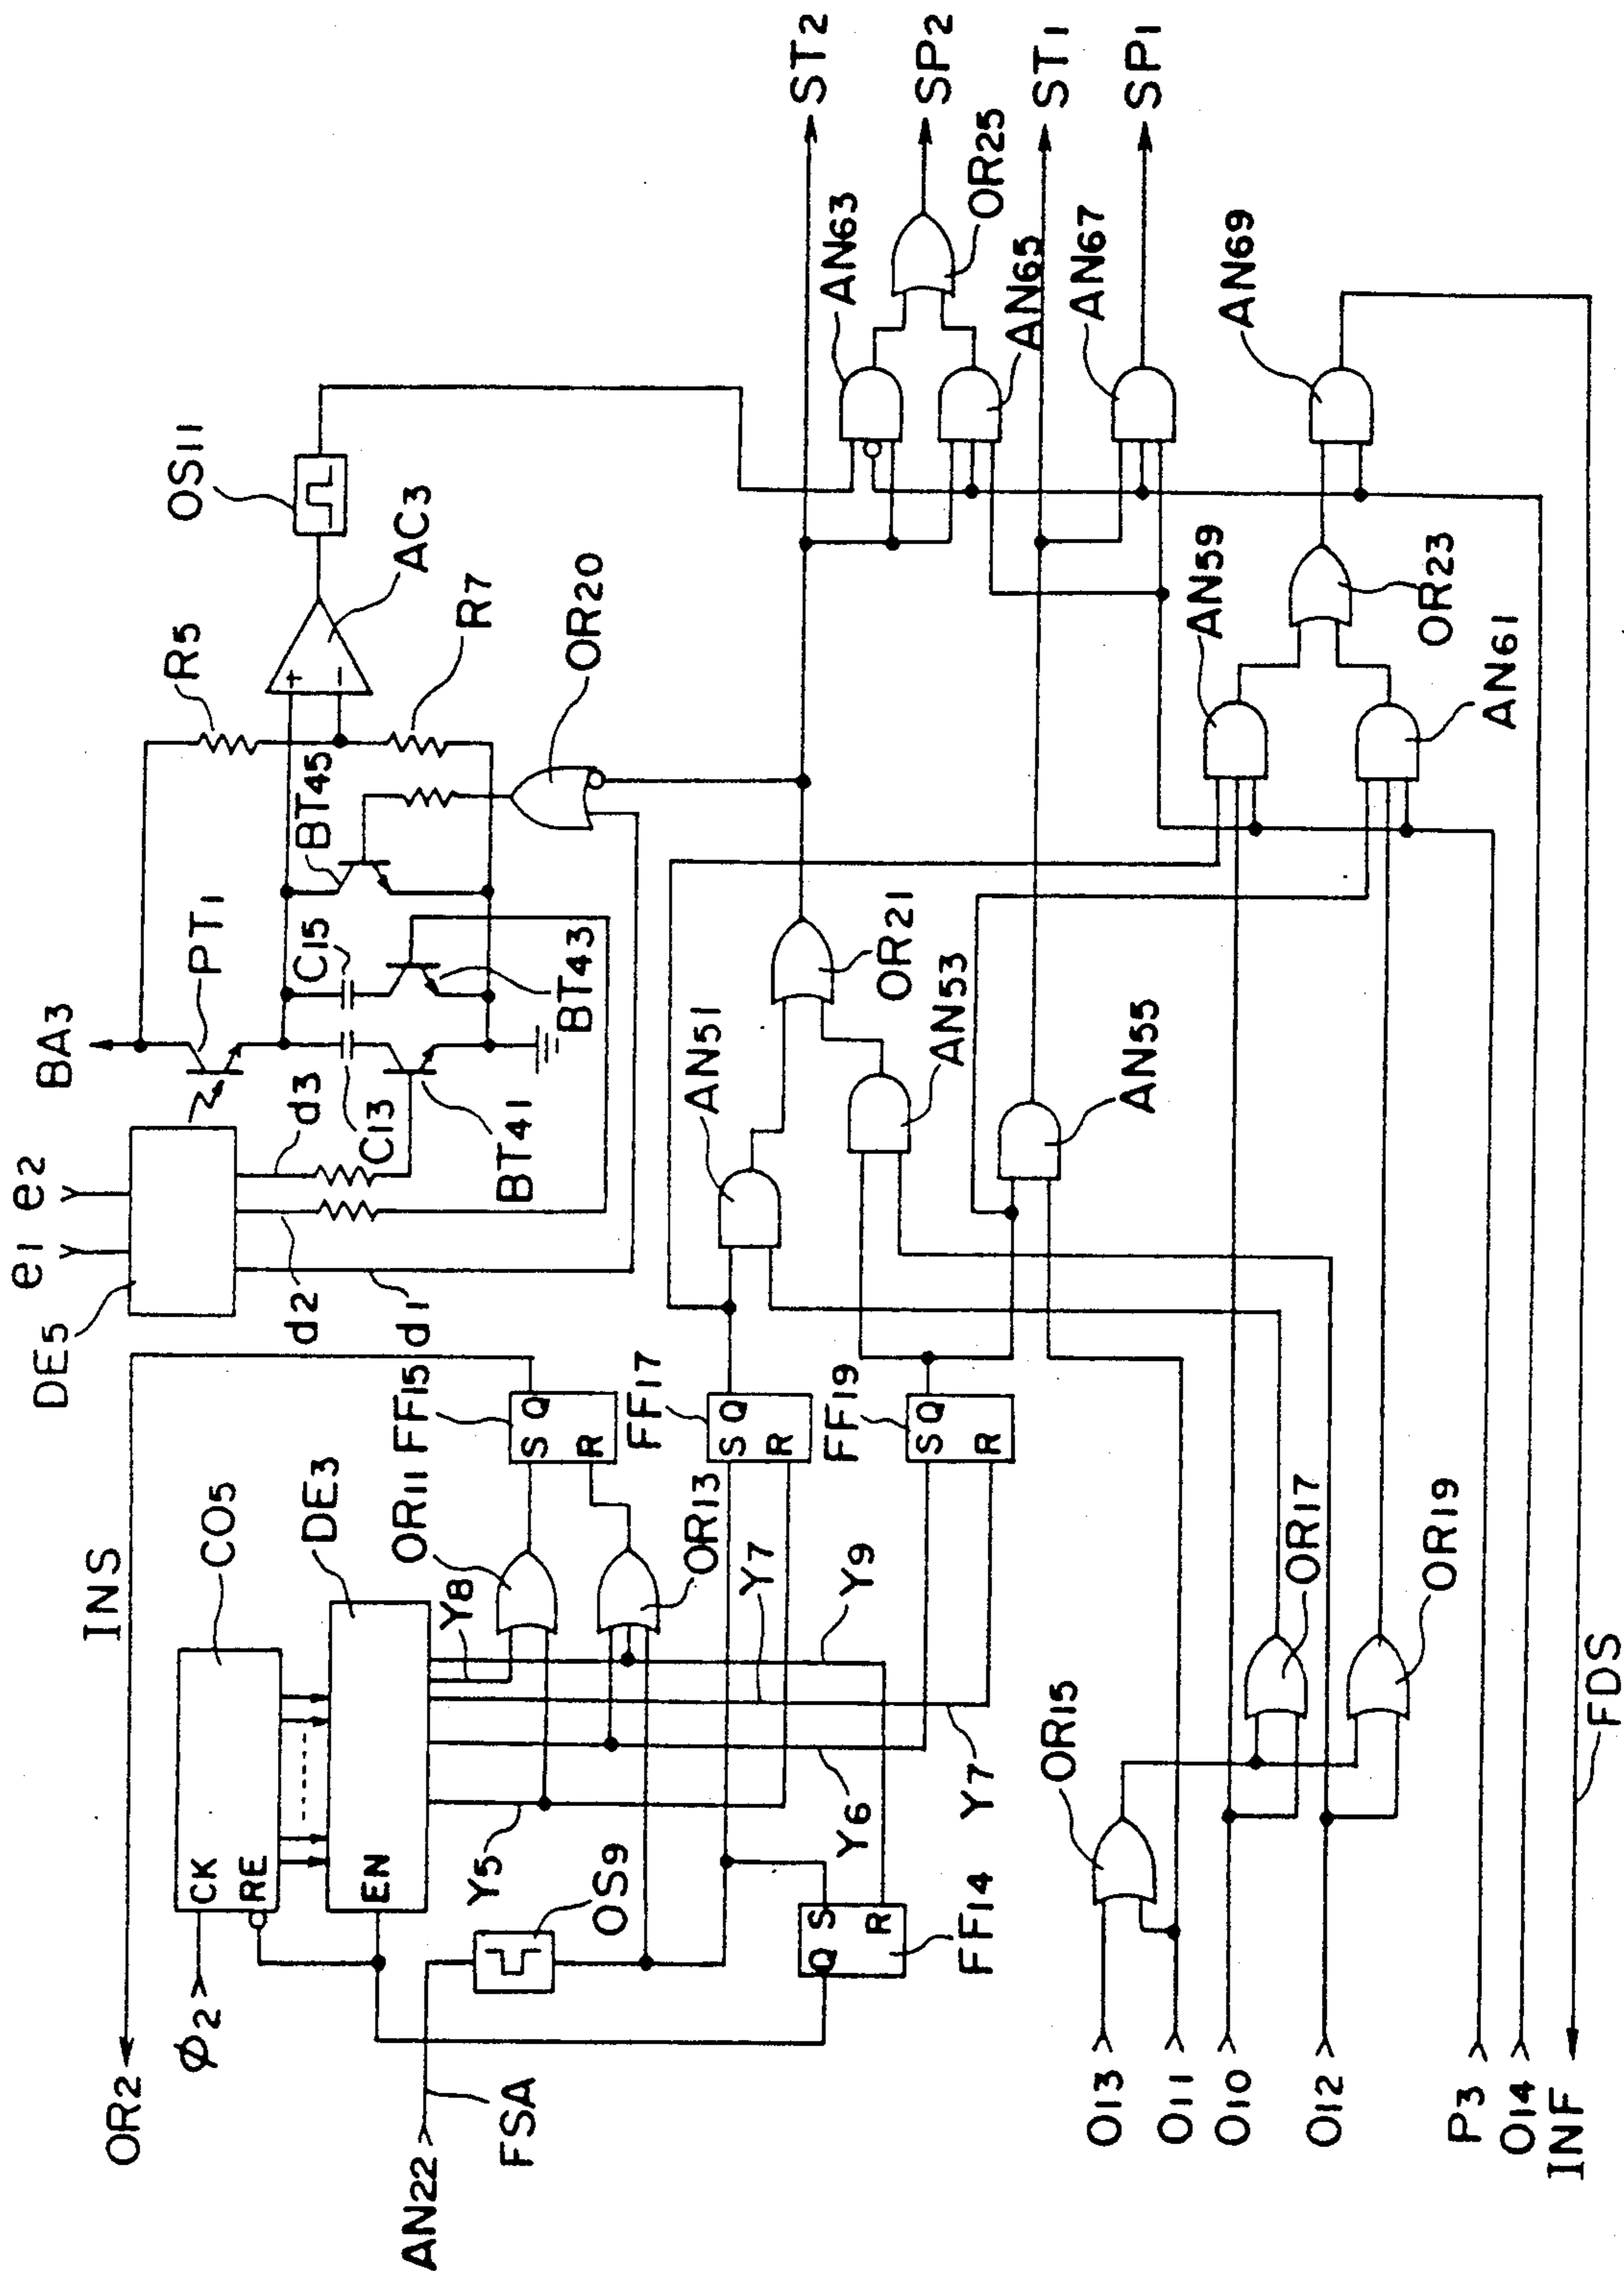 OR2
INS
Φ2
CK
RE
CO5
EN
DE3
AN22
FSA
OS9
Y5
Y8
OR11
FF15
S
Q
R
OR13
Y7
Y9
Y6
Y7
FF14
Q
S
R
FF17
S
Q
R
FF19
S
Q
R
e1
e2
DE5
d1
d2
d3
BA3
PT1
C13
C15
BT41
BT43
BT45
R5
R7
+
−
AC3
OS11
OR20
AN51
AN53
OR21
AN55
AN63
AN65
OR25
AN67
AN59
AN61
OR23
AN69
ST2
SP2
ST1
SP1
OR15
OR17
OR19
O13
O11
O10
O12
P3
O14
INF
FDS